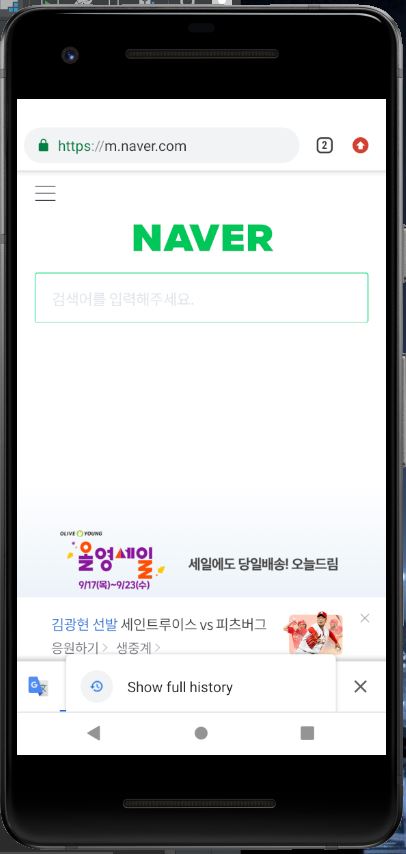 https://m.naver.com
2
NAVER
검색어를 입력해주세요.
OLIVE YOUNG
올영세일
9/17(목)~9/23(수)
세일에도 당일배송! 오늘드림
김광현 선발 세인트루이스 vs 피츠버그
응원하기 생중계
G
Show full history